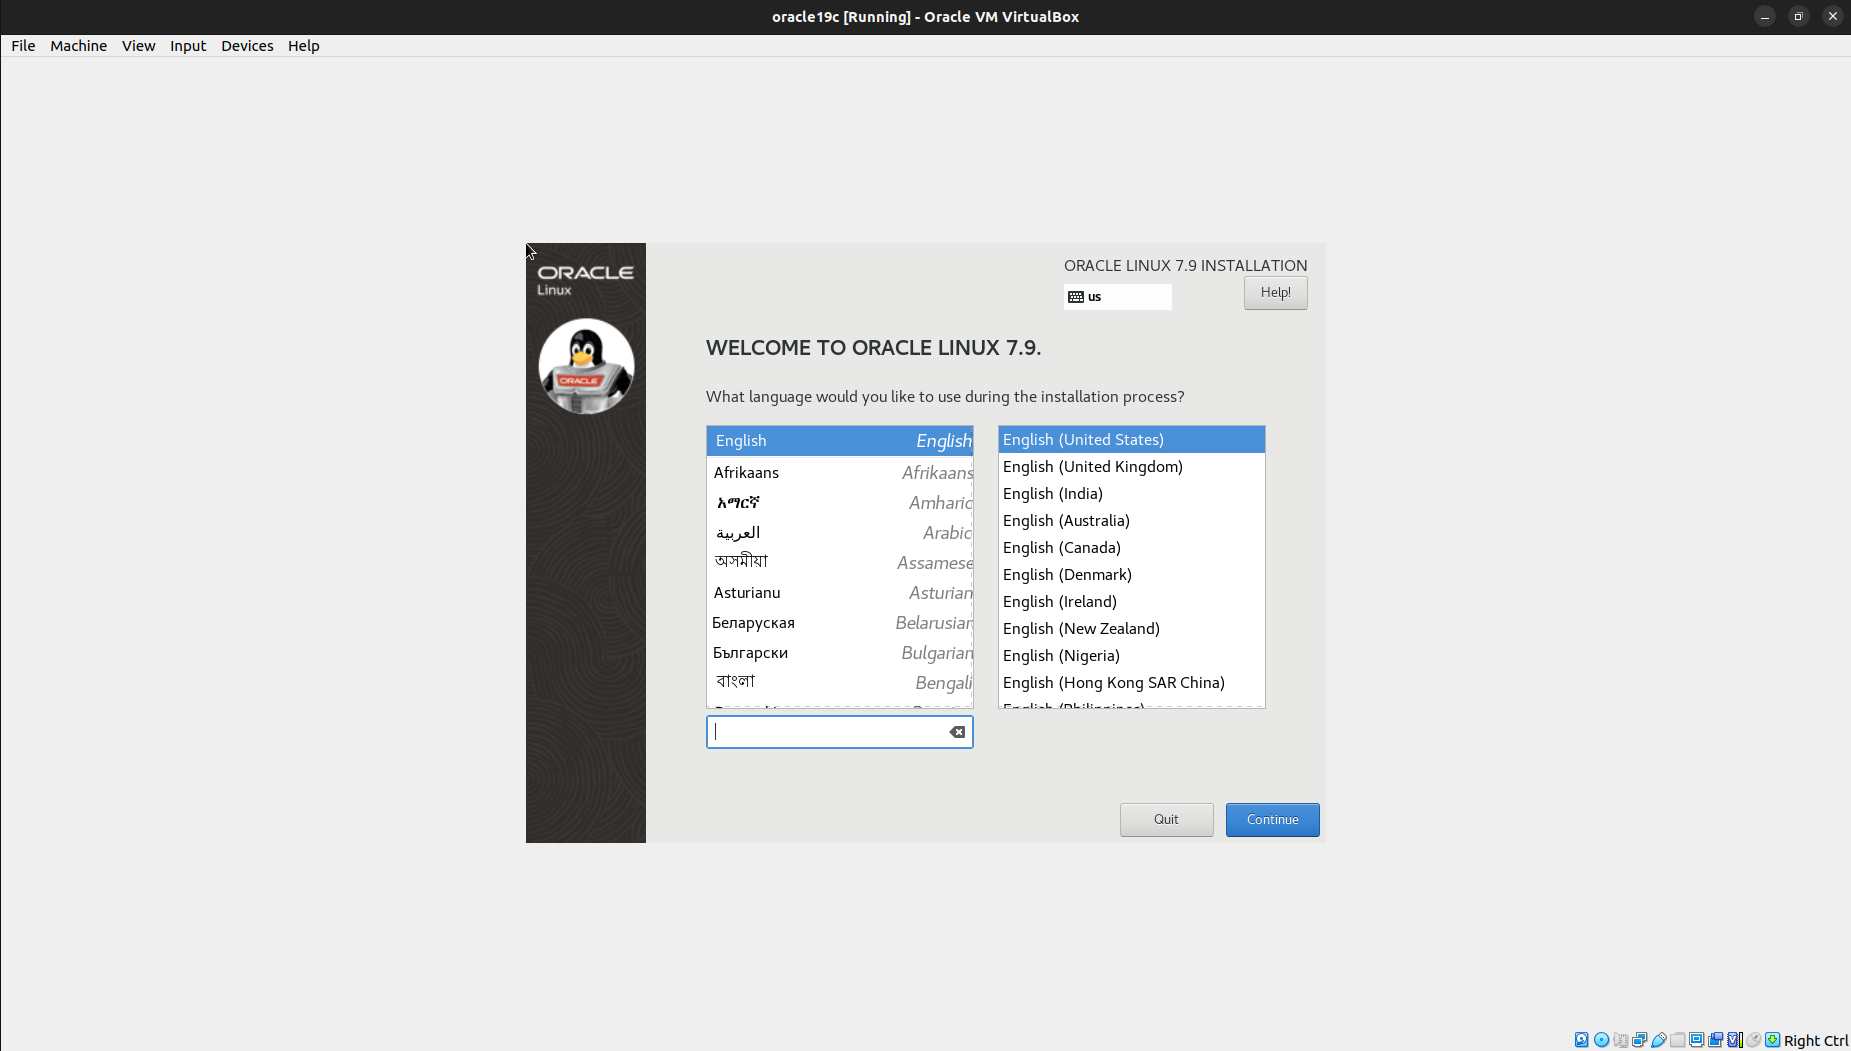 oracle19c [Running] - Oracle VM VirtualBox
File Machine View Input Devices Help
ORACLE
Linux
ORACLE
ORACLE LINUX 7.9 INSTALLATION
us
Help!
WELCOME TO ORACLE LINUX 7.9.
What language would you like to use during the installation process?
English English
Afrikaans Afrikaans
አማርኛ Amharic
العربية Arabic
অসমীয়া Assamese
Asturianu Asturian
Беларуская Belarusian
Български Bulgarian
বাংলা Bengali
English (United States)
English (United Kingdom)
English (India)
English (Australia)
English (Canada)
English (Denmark)
English (Ireland)
English (New Zealand)
English (Nigeria)
English (Hong Kong SAR China)
English (Philippines)
Quit
Continue
Right Ctrl